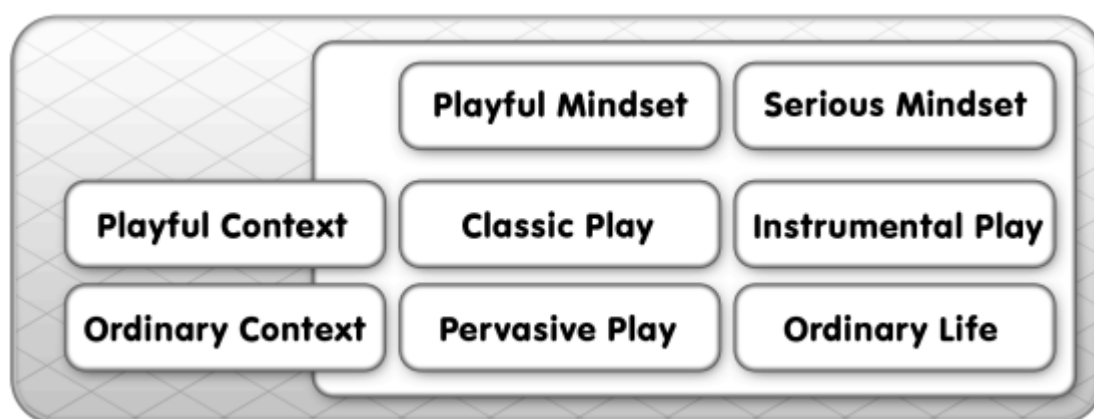 Playful Mindset
Serious Mindset
Playful Context
Classic Play
Instrumental Play
Ordinary Context
Pervasive Play
Ordinary Life